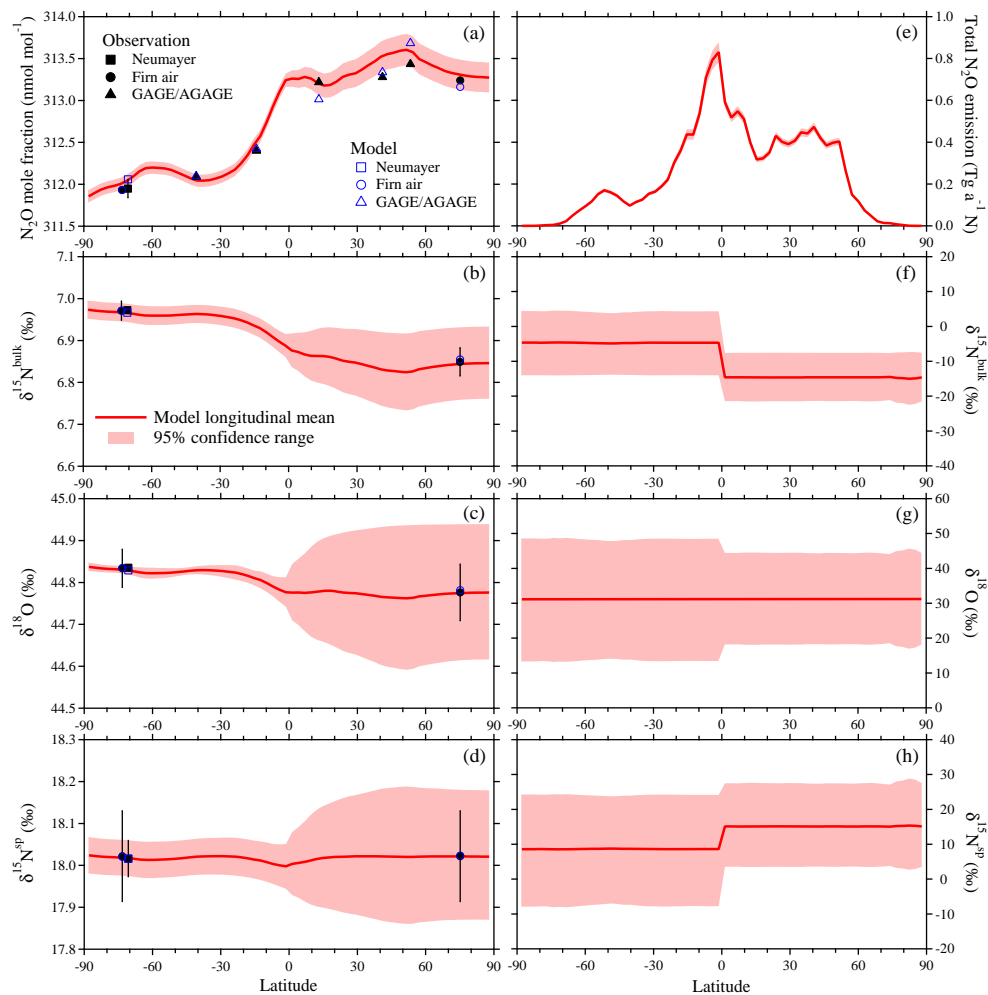 314.0
313.5
313.0
312.5
312.0
311.5
N₂O mole fraction (nmol mol⁻¹)
Observation
Neumayer
Firn air
GAGE/AGAGE
(a)
Model
Neumayer
Firn air
GAGE/AGAGE
-90 -60 -30 0 30 60 90
1.0
0.8
0.6
0.4
0.2
0.0
Total N₂O emission (Tg a⁻¹ N)
(e)
-90 -60 -30 0 30 60 90
7.1
7.0
6.9
6.8
6.7
6.6
δ¹⁵N^bulk (‰)
(b)
Model longitudinal mean
95% confidence range
-90 -60 -30 0 30 60 90
20
10
0
-10
-20
-30
-40
δ¹⁵N^bulk (‰)
(f)
-90 -60 -30 0 30 60 90
45.0
44.9
44.8
44.7
44.6
44.5
δ¹⁸O (‰)
(c)
-90 -60 -30 0 30 60 90
60
50
40
30
20
10
0
δ¹⁸O (‰)
(g)
-90 -60 -30 0 30 60 90
18.3
18.2
18.1
18.0
17.9
17.8
δ¹⁵N^sp (‰)
(d)
-90 -60 -30 0 30 60 90
Latitude
40
30
20
10
0
-10
-20
δ¹⁵N^sp (‰)
(h)
-90 -60 -30 0 30 60 90
Latitude